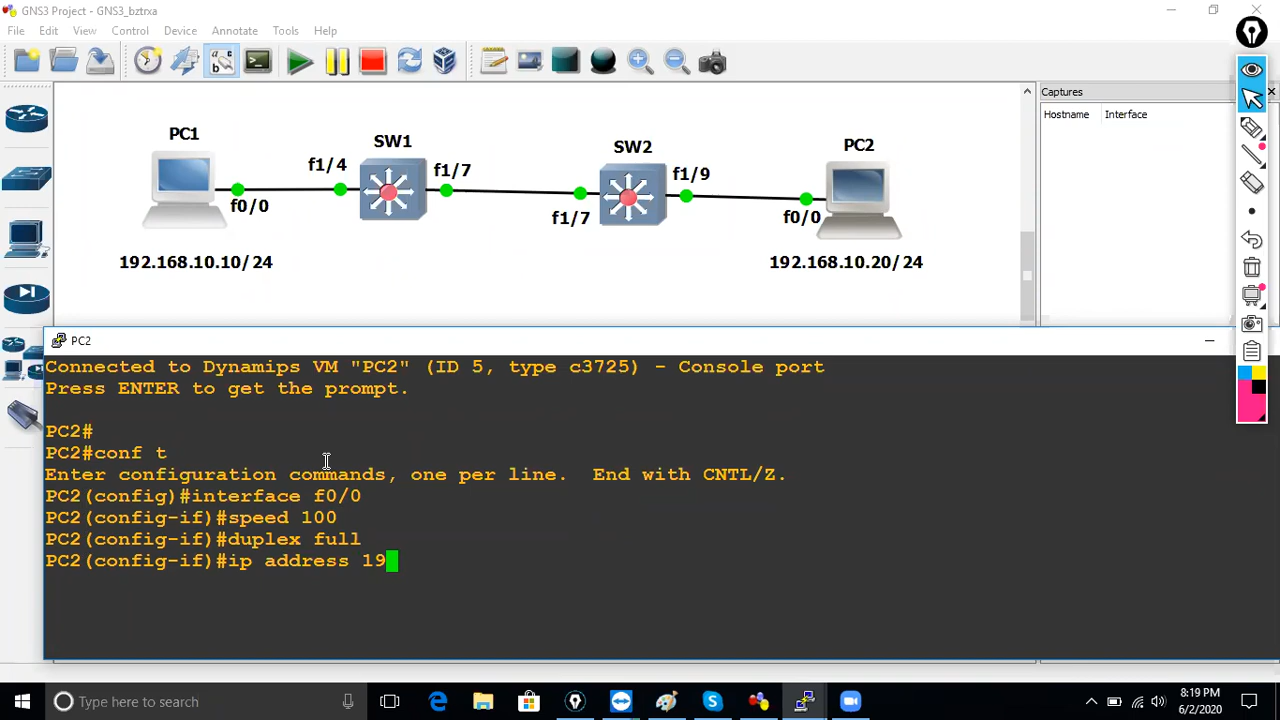 GNS3 Project - GNS3_bztrxa
File Edit View Control Device Annotate Tools Help
Captures
Hostname Interface
PC1
SW1
SW2
PC2
f1/4
f1/7
f1/9
f0/0
f1/7
f0/0
192.168.10.10/24
192.168.10.20/24
PC2
Connected to Dynamips VM "PC2" (ID 5, type c3725) - Console port
Press ENTER to get the prompt.
PC2#
PC2#conf t
Enter configuration commands, one per line.  End with CNTL/Z.
PC2(config)#interface f0/0
PC2(config-if)#speed 100
PC2(config-if)#duplex full
PC2(config-if)#ip address 19
Type here to search
8:19 PM
6/2/2020